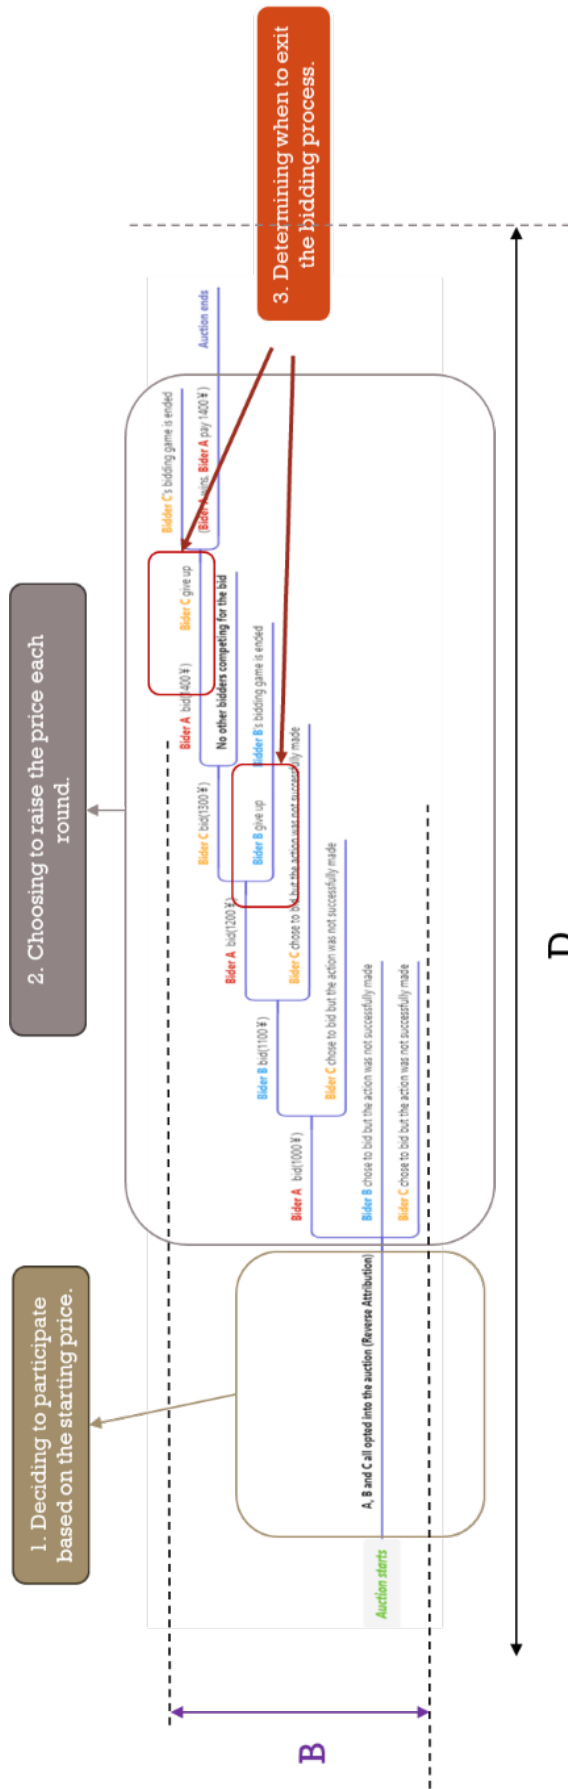 1. Deciding to participate
based on the starting price.
2. Choosing to raise the price each
round.
3. Determining when to exit
the bidding process.
Auction starts
A, B and C all opted into the auction (Reverse Attribution)
Bider A bid(1000¥)
Bider B chose to bid but the action was not successfully made
Bider C chose to bid but the action was not successfully made
Bider B bid(1100¥)
Bider C chose to bid but the action was not successfully made
Bider A bid(1200¥)
Bider C chose to bid but the action was not successfully made
Bider C bid(1300¥)
Bider B give up
Bidder B's bidding game is ended
Bider A bid(1400¥)
No other bidders competing for the bid
Bider C give up
Bidder C's bidding game is ended
(Bider A wins, Bider A pay 1400¥)
Auction ends
B
D